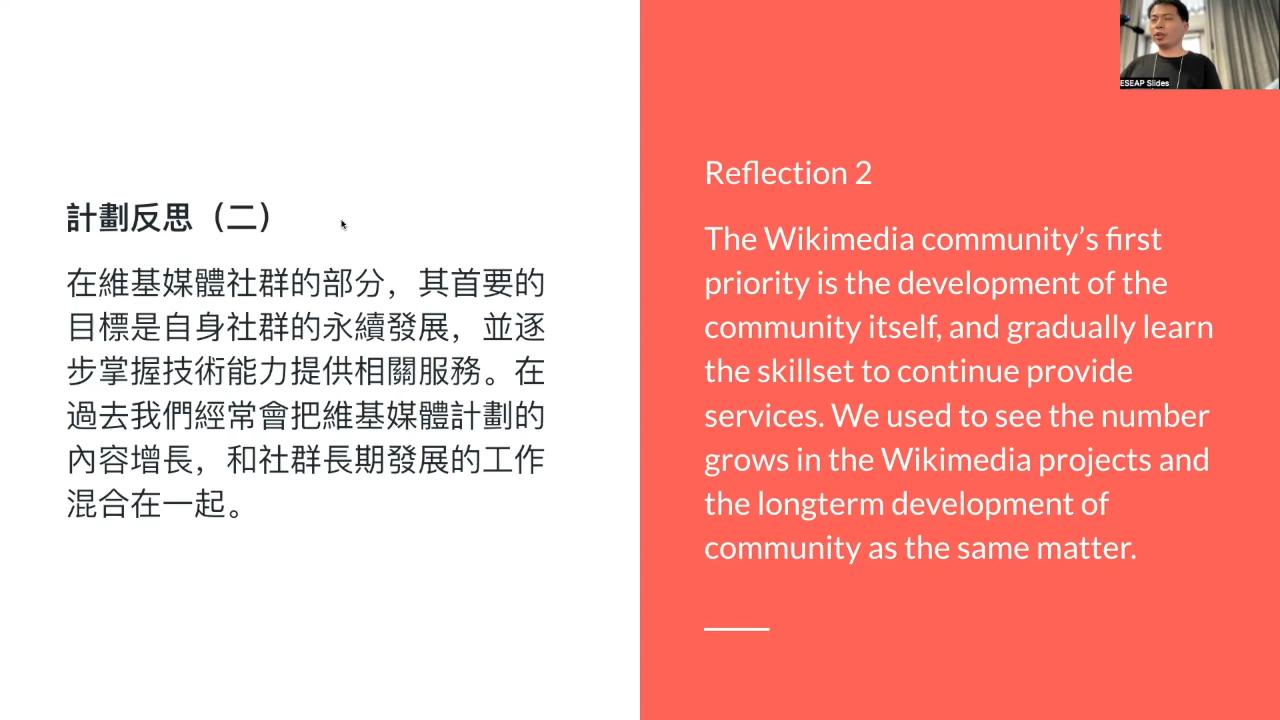 計劃反思（二）
在維基媒體社群的部分，其首要的
目標是自身社群的永續發展，並逐
步掌握技術能力提供相關服務。在
過去我們經常會把維基媒體計劃的
內容增長，和社群長期發展的工作
混合在一起。
Reflection 2
The Wikimedia community’s first
priority is the development of the
community itself, and gradually learn
the skillset to continue provide
services. We used to see the number
grows in the Wikimedia projects and
the longterm development of
community as the same matter.
ESEAP Slides